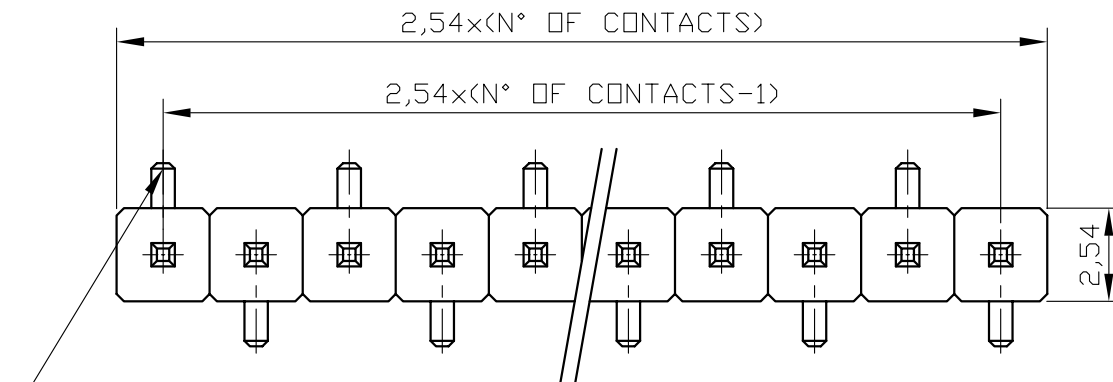 2,54x(N° OF CONTACTS)
2,54x(N° OF CONTACTS-1)
2,54